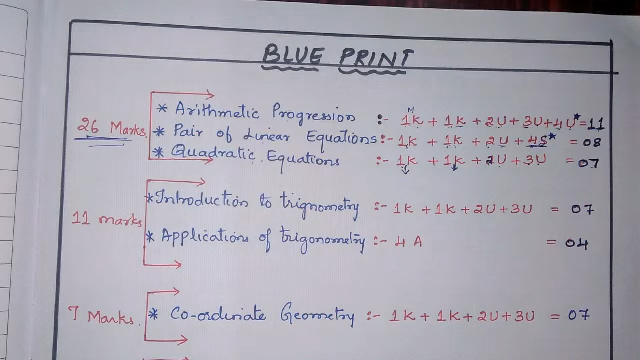 BLUE PRINT
* Arithmetic Progression :- 1K + 1K + 2U + 3U + 4U* = 11
26 Marks * Pair of Linear Equations :- 1K + 1K + 2U + 4S* = 08
* Quadratic Equations :- 1K + 1K + 2U + 3U = 07
* Introduction to trignometry :- 1K + 1K + 2U + 3U = 07
11 marks
* Applications of trigonometry :- 4 A = 04
7 Marks. * Co-ordinate Geometry :- 1K + 1K + 2U + 3U = 07